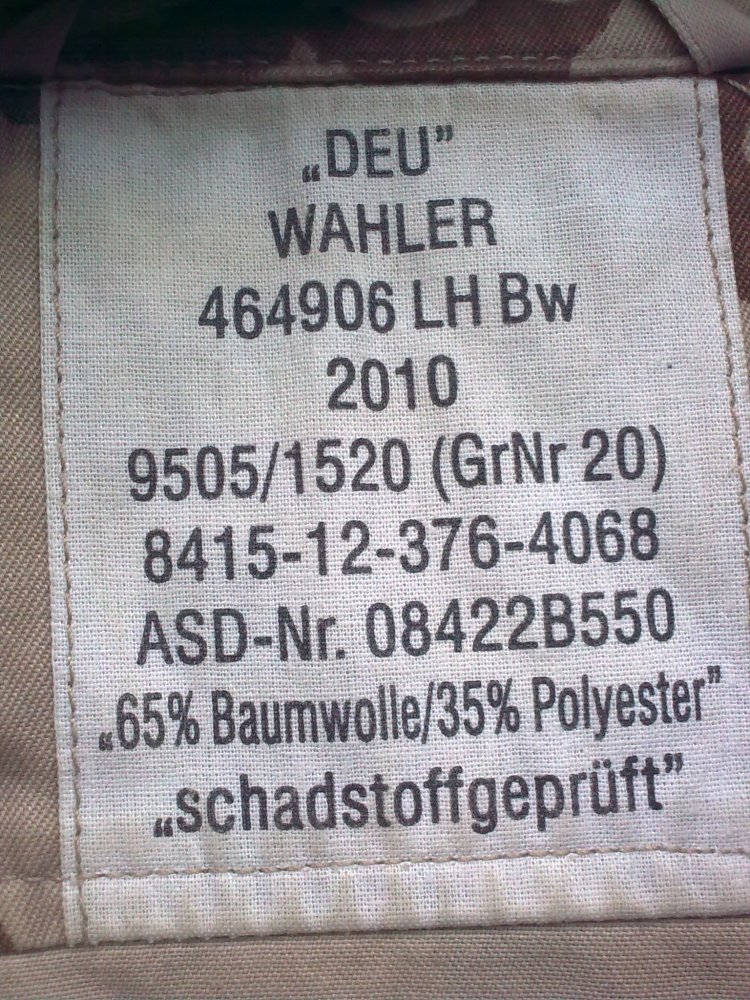 „DEU”
WAHLER
464906 LH Bw
2010
9505/1520 (GrNr 20)
8415-12-376-4068
ASD-Nr. 08422B550
„65% Baumwolle/35% Polyester”
„schadstoffgeprüft”